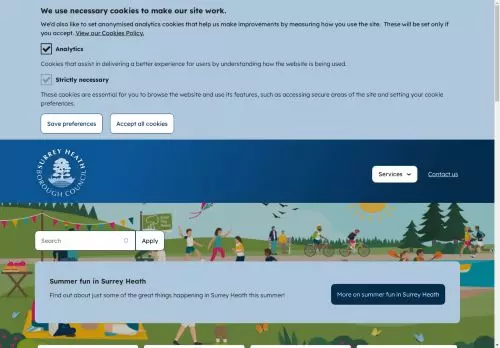 We use necessary cookies to make our site work.
We'd also like to set anonymised analytics cookies that help us make improvements by measuring how you use the site. These will be set only if
you accept. View our Cookies Policy.
Analytics
Cookies that assist in delivering a better experience for users by understanding how the website is being used.
Strictly necessary
These cookies are essential for you to browse the website and use its features, such as accessing secure areas of the site and setting your cookie
preferences.
Save preferences Accept all cookies
SURREY HEATH
BOROUGH COUNCIL
Services Contact us
Search Apply
Summer fun in Surrey Heath
Find out about just some of the great things happening in Surrey Heath this summer!
More on summer fun in Surrey Heath